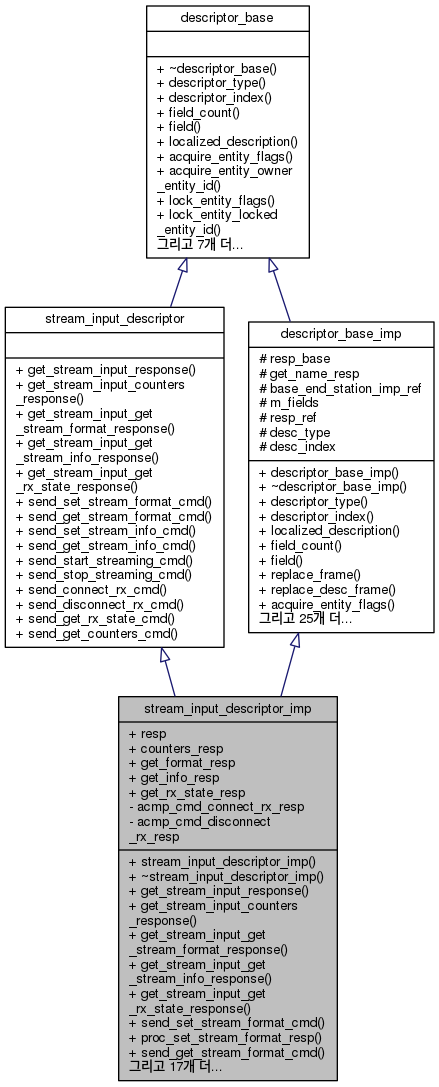 descriptor_base
+ ~descriptor_base()
+ descriptor_type()
+ descriptor_index()
+ field_count()
+ field()
+ localized_description()
+ acquire_entity_flags()
+ acquire_entity_owner
_entity_id()
+ lock_entity_flags()
+ lock_entity_locked
_entity_id()
그리고 7개 더...
stream_input_descriptor
+ get_stream_input_response()
+ get_stream_input_counters
_response()
+ get_stream_input_get
_stream_format_response()
+ get_stream_input_get
_stream_info_response()
+ get_stream_input_get
_rx_state_response()
+ send_set_stream_format_cmd()
+ send_get_stream_format_cmd()
+ send_set_stream_info_cmd()
+ send_get_stream_info_cmd()
+ send_start_streaming_cmd()
+ send_stop_streaming_cmd()
+ send_connect_rx_cmd()
+ send_disconnect_rx_cmd()
+ send_get_rx_state_cmd()
+ send_get_counters_cmd()
descriptor_base_imp
# resp_base
# get_name_resp
# base_end_station_imp_ref
# m_fields
# resp_ref
# desc_type
# desc_index
+ descriptor_base_imp()
+ ~descriptor_base_imp()
+ descriptor_type()
+ descriptor_index()
+ localized_description()
+ field_count()
+ field()
+ replace_frame()
+ replace_desc_frame()
+ acquire_entity_flags()
그리고 25개 더...
stream_input_descriptor_imp
+ resp
+ counters_resp
+ get_format_resp
+ get_info_resp
+ get_rx_state_resp
- acmp_cmd_connect_rx_resp
- acmp_cmd_disconnect
_rx_resp
+ stream_input_descriptor_imp()
+ ~stream_input_descriptor_imp()
+ get_stream_input_response()
+ get_stream_input_counters
_response()
+ get_stream_input_get
_stream_format_response()
+ get_stream_input_get
_stream_info_response()
+ get_stream_input_get
_rx_state_response()
+ send_set_stream_format_cmd()
+ proc_set_stream_format_resp()
+ send_get_stream_format_cmd()
그리고 17개 더...